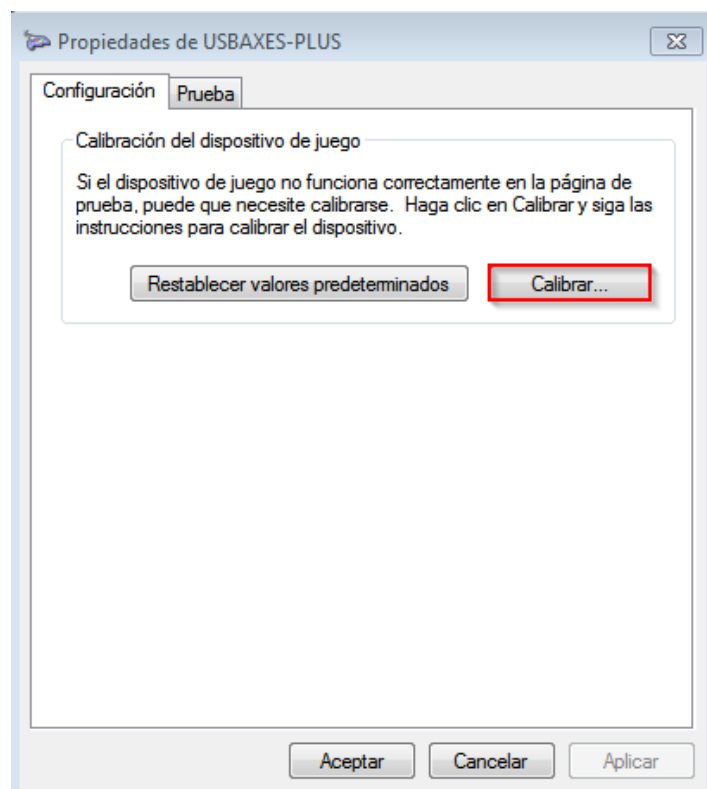 Propiedades de USBAXES-PLUS
Configuración Prueba
Calibración del dispositivo de juego
Si el dispositivo de juego no funciona correctamente en la página de
prueba, puede que necesite calibrarse.  Haga clic en Calibrar y siga las
instrucciones para calibrar el dispositivo.
Restablecer valores predeterminados Calibrar...
Aceptar Cancelar Aplicar